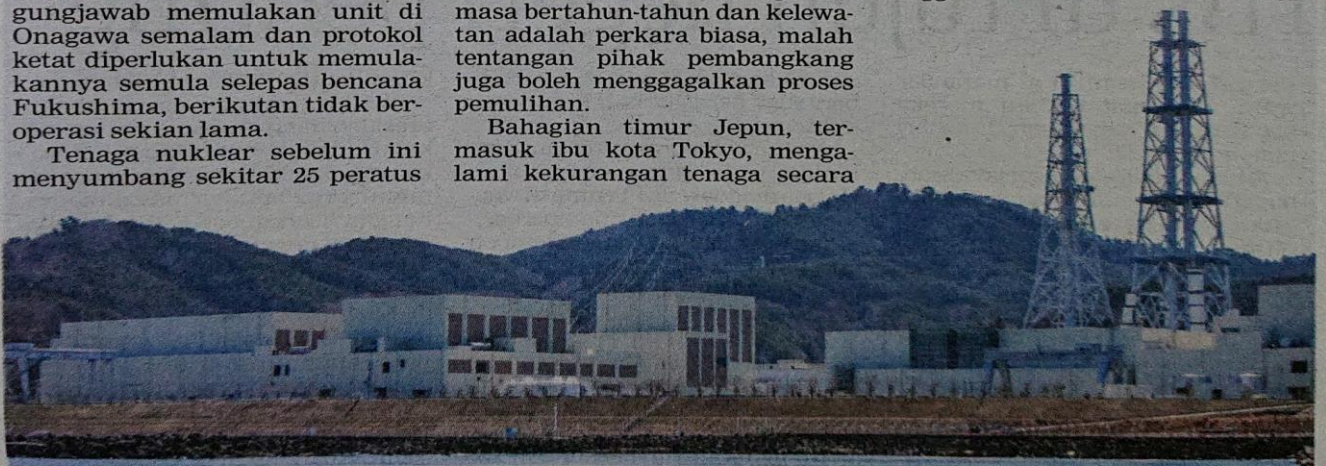 gungjawab memulakan unit di
Onagawa semalam dan protokol
ketat diperlukan untuk memula-
kannya semula selepas bencana
Fukushima, berikutan tidak ber-
operasi sekian lama.
Tenaga nuklear sebelum ini
menyumbang sekitar 25 peratus
masa bertahun-tahun dan kelewa-
tan adalah perkara biasa, malah
tentangan pihak pembangkang
juga boleh menggagalkan proses
pemulihan.
Bahagian timur Jepun, ter-
masuk ibu kota Tokyo, menga-
lami kekurangan tenaga secara